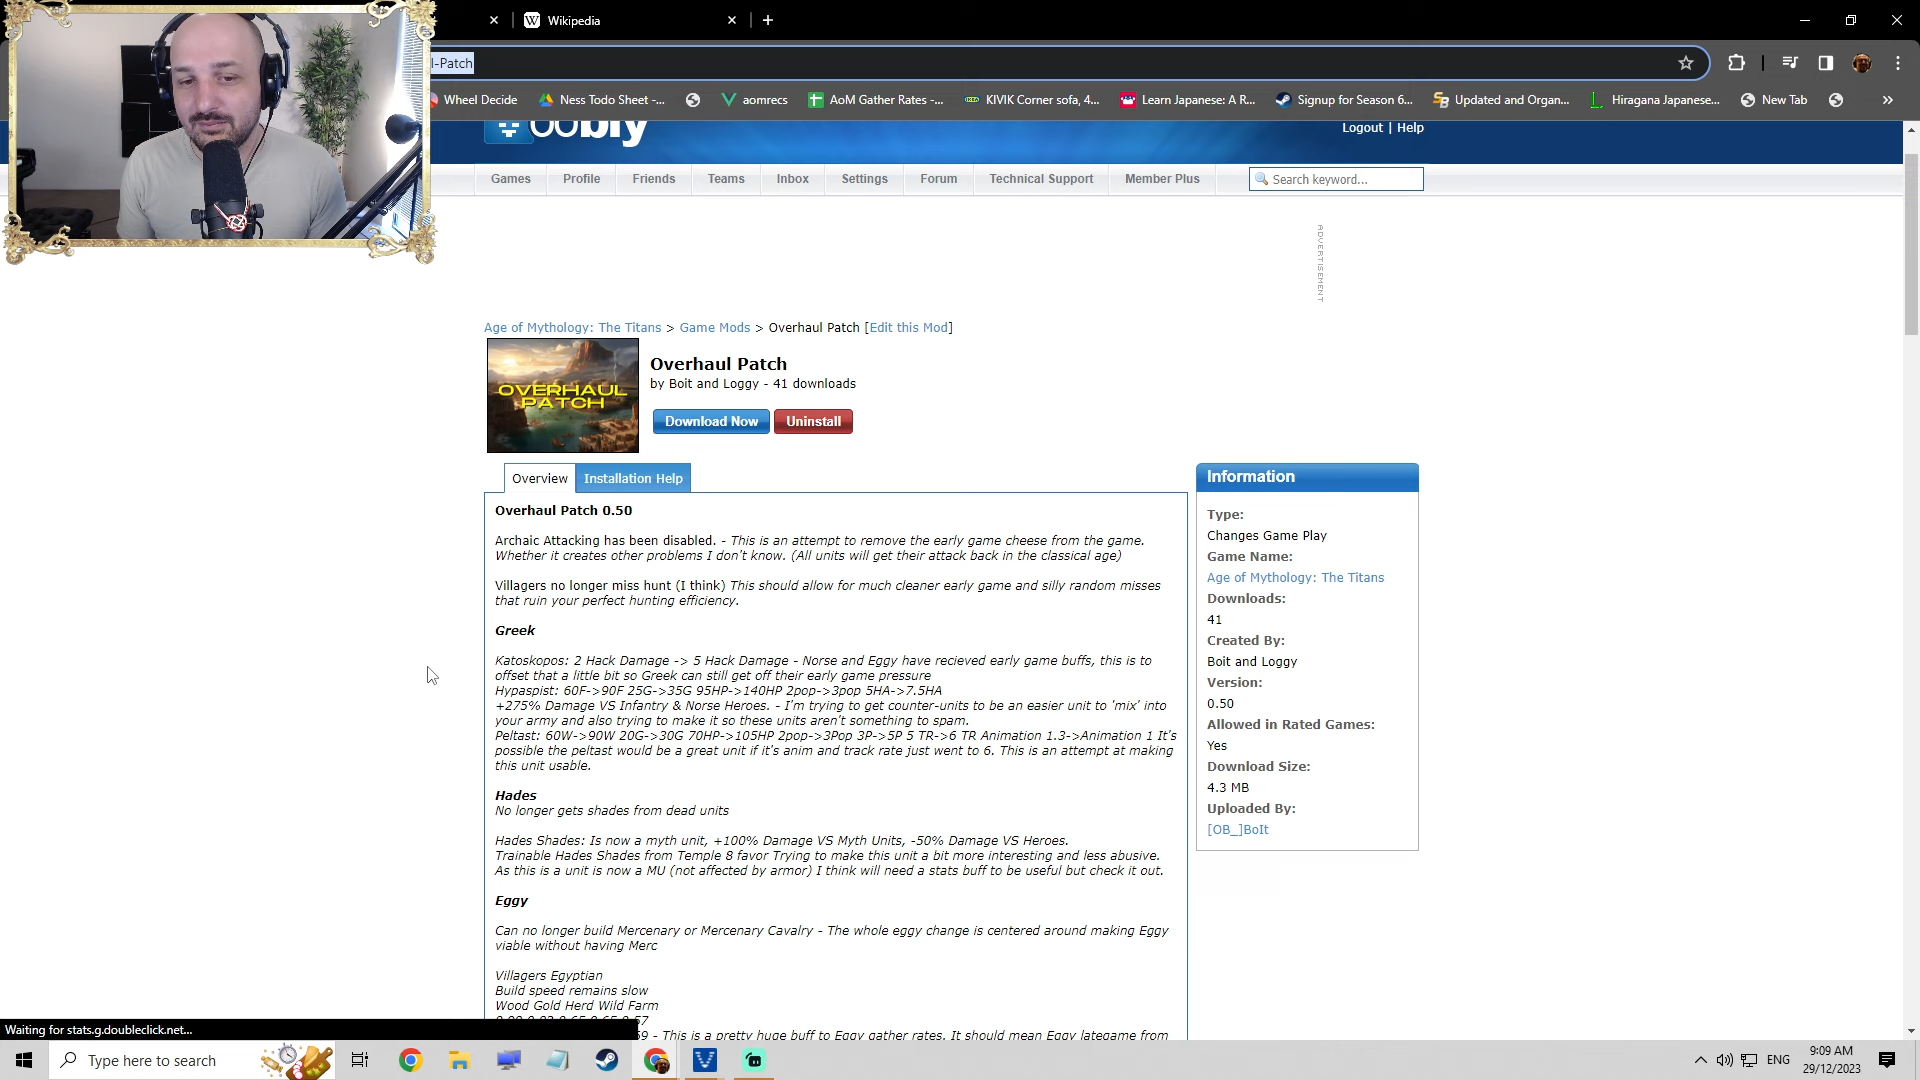 Wikipedia
l-Patch
Wheel Decide
Ness Todo Sheet -...
aomrecs
AoM Gather Rates -...
KIVIK Corner sofa, 4...
Learn Japanese: A R...
Signup for Season 6...
Updated and Organ...
Hiragana Japanese...
New Tab
»
Logout | Help
Games
Profile
Friends
Teams
Inbox
Settings
Forum
Technical Support
Member Plus
Search keyword...
ADVERTISEMENT
Age of Mythology: The Titans > Game Mods > Overhaul Patch [Edit this Mod]
OVERHAUL
PATCH
Overhaul Patch
by Boit and Loggy - 41 downloads
Download Now
Uninstall
Overview
Installation Help
Overhaul Patch 0.50
Archaic Attacking has been disabled. - This is an attempt to remove the early game cheese from the game.
Whether it creates other problems I don't know. (All units will get their attack back in the classical age)
Villagers no longer miss hunt (I think) This should allow for much cleaner early game and silly random misses
that ruin your perfect hunting efficiency.
Greek
Katoskopos: 2 Hack Damage -> 5 Hack Damage - Norse and Eggy have recieved early game buffs, this is to
offset that a little bit so Greek can still get off their early game pressure
Hypaspist: 60F->90F 25G->35G 95HP->140HP 2pop->3pop 5HA->7.5HA
+275% Damage VS Infantry & Norse Heroes. - I'm trying to get counter-units to be an easier unit to 'mix' into
your army and also trying to make it so these units aren't something to spam.
Peltast: 60W->90W 20G->30G 70HP->105HP 2pop->3Pop 3P->5P 5 TR->6 TR Animation 1.3->Animation 1 It's
possible the peltast would be a great unit if it's anim and track rate just went to 6. This is an attempt at making
this unit usable.
Hades
No longer gets shades from dead units
Hades Shades: Is now a myth unit, +100% Damage VS Myth Units, -50% Damage VS Heroes.
Trainable Hades Shades from Temple 8 favor Trying to make this unit a bit more interesting and less abusive.
As this is a unit is now a MU (not affected by armor) I think will need a stats buff to be useful but check it out.
Eggy
Can no longer build Mercenary or Mercenary Cavalry - The whole eggy change is centered around making Eggy
viable without having Merc
Villagers Egyptian
Build speed remains slow
Wood Gold Herd Wild Farm
- This is a pretty huge buff to Eggy gather rates. It should mean Eggy lategame from
Information
Type:
Changes Game Play
Game Name:
Age of Mythology: The Titans
Downloads:
41
Created By:
Boit and Loggy
Version:
0.50
Allowed in Rated Games:
Yes
Download Size:
4.3 MB
Uploaded By:
[OB_]BoIt
Waiting for stats.g.doubleclick.net...
Type here to search
ENG
9:09 AM
29/12/2023